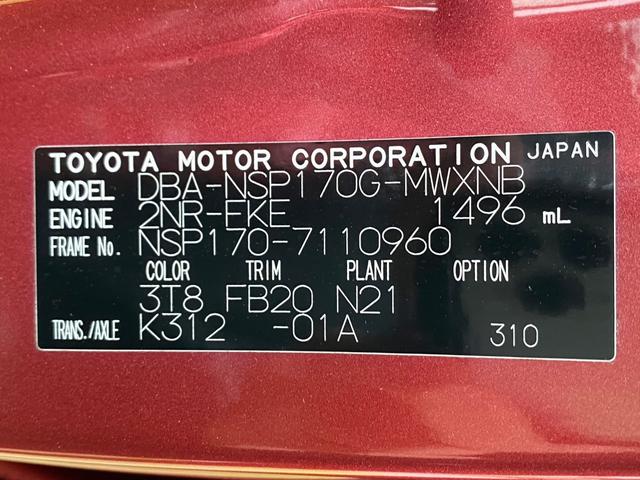 TOYOTA MOTOR CORPORATION JAPAN
MODEL DBA-NSP170G-MWXNB
ENGINE 2NR-FKE 1496 mL
FRAME No. NSP170-7110960
COLOR TRIM PLANT OPTION
3T8 FB20 N21
TRANS./AXLE K312 -01A 310